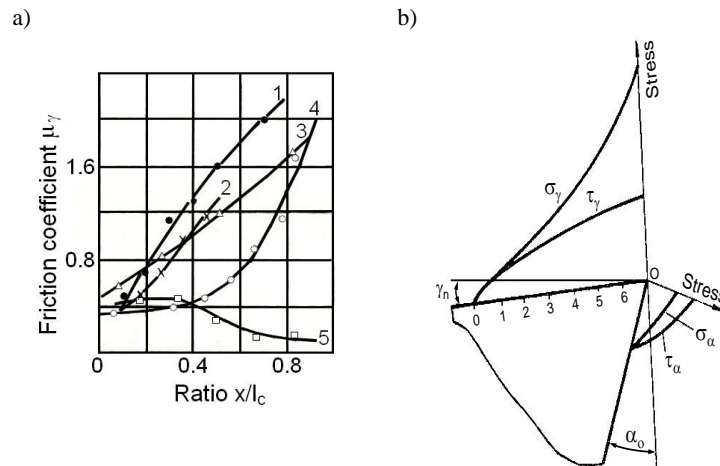 a)
b)
Friction coefficient μγ
1.6
0.8
0
0 0.4 0.8
Ratio x/lc
1
4
3
2
5
Stress
σγ
τγ
γn
0 1 2 3 4 5 6
O
Stress
σα
τα
αo